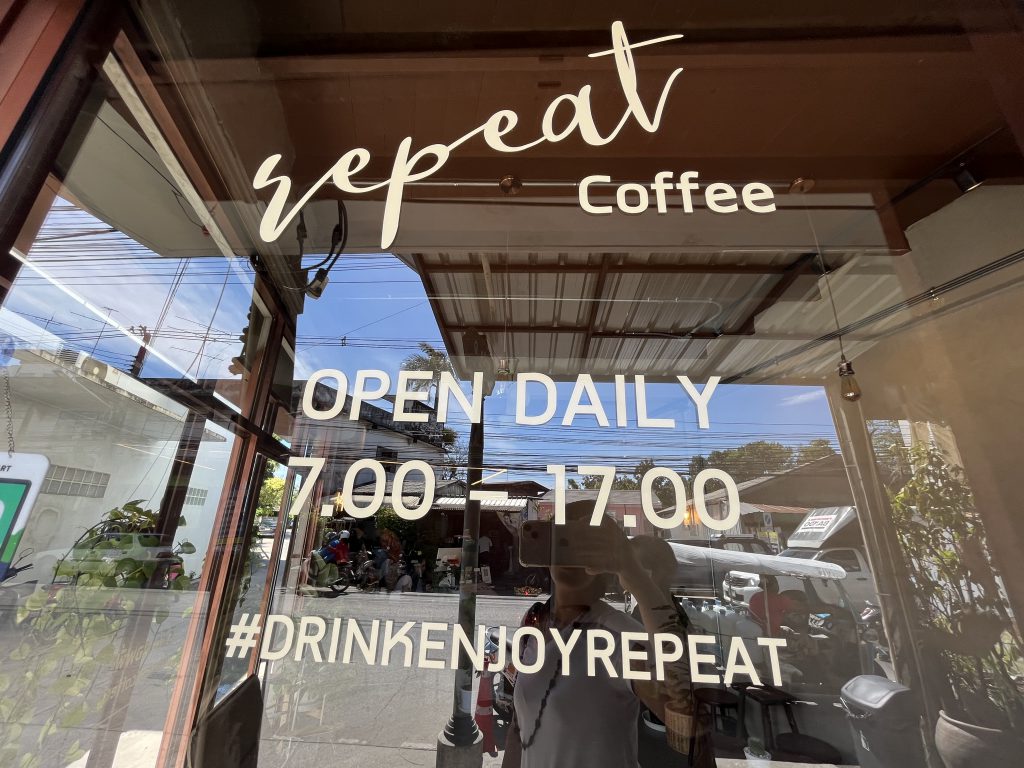 repeat
Coffee
OPEN DAILY
7.00 – 17.00
#DRINKENJOYREPEAT